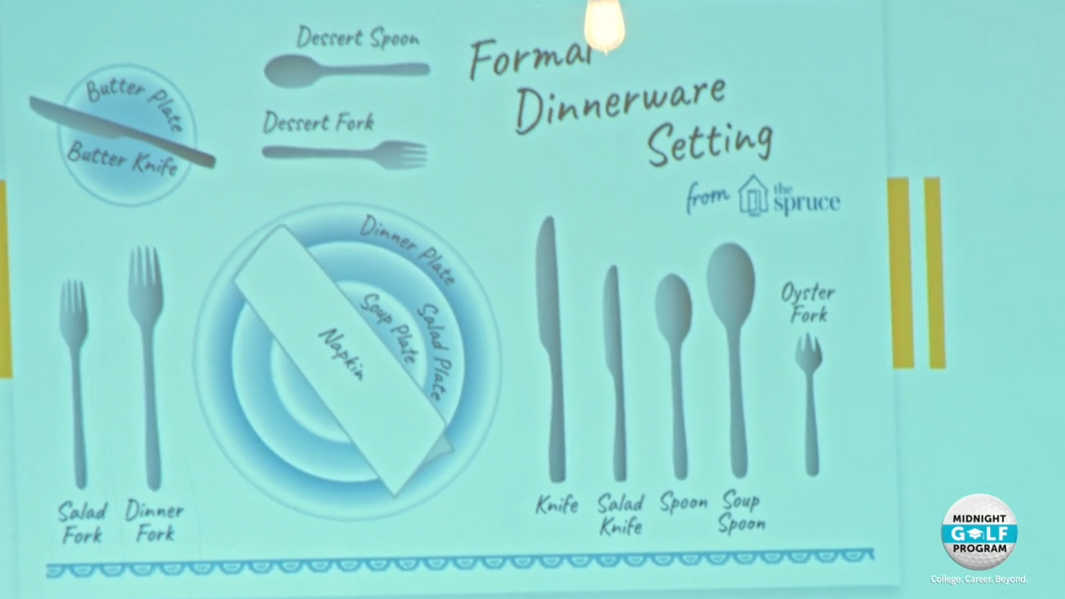 Dessert Spoon
Formal
Dinnerware
Setting
from the spruce
Butter Plate
Butter Knife
Dessert Fork
Dinner Plate
Salad Plate
Soup Plate
Napkin
Oyster
Fork
Salad
Fork
Dinner
Fork
Knife
Salad
Knife
Spoon
Soup
Spoon
MIDNIGHT
GOLF
PROGRAM
College. Career. Beyond.